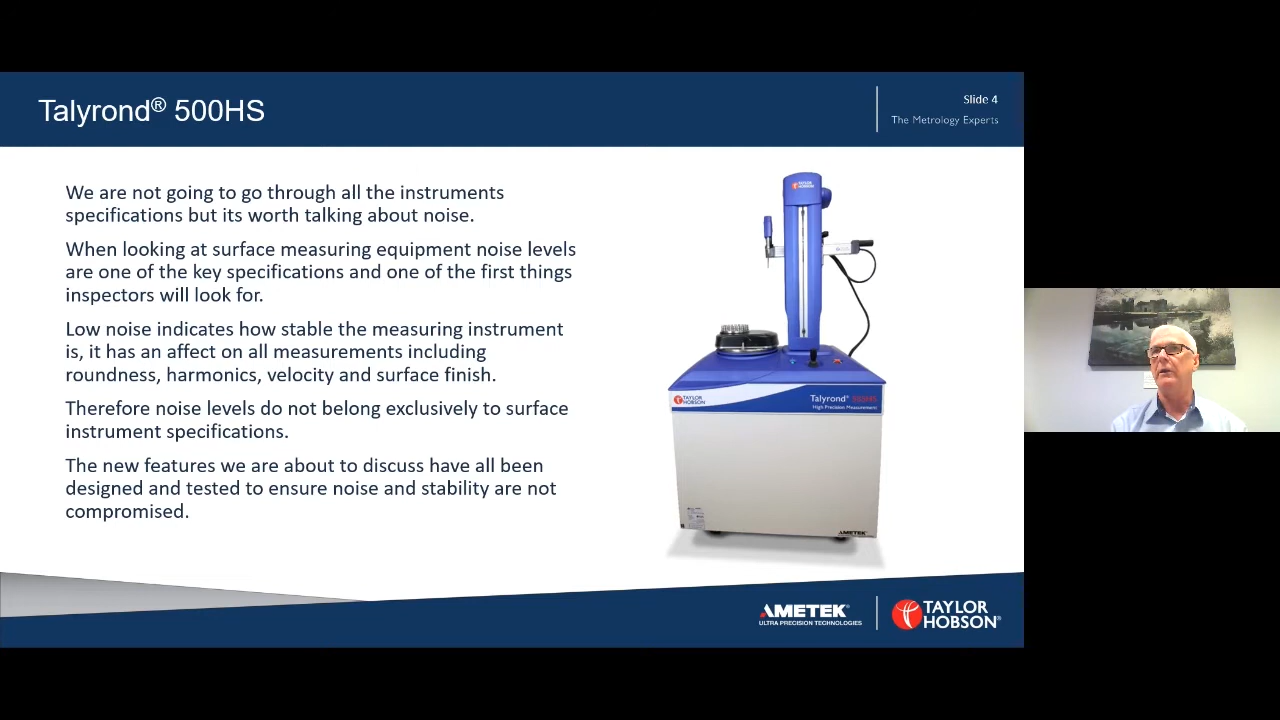 Talyrond® 500HS
Slide 4
The Metrology Experts
We are not going to go through all the instruments
specifications but its worth talking about noise.
When looking at surface measuring equipment noise levels
are one of the key specifications and one of the first things
inspectors will look for.
Low noise indicates how stable the measuring instrument
is, it has an affect on all measurements including
roundness, harmonics, velocity and surface finish.
Therefore noise levels do not belong exclusively to surface
instrument specifications.
The new features we are about to discuss have all been
designed and tested to ensure noise and stability are not
compromised.
TAYLOR
HOBSON
TAYLOR
HOBSON
Talyrond® 500HS
High Precision Measurement
AMETEK
AMETEK®
ULTRA PRECISION TECHNOLOGIES
TAYLOR
HOBSON®